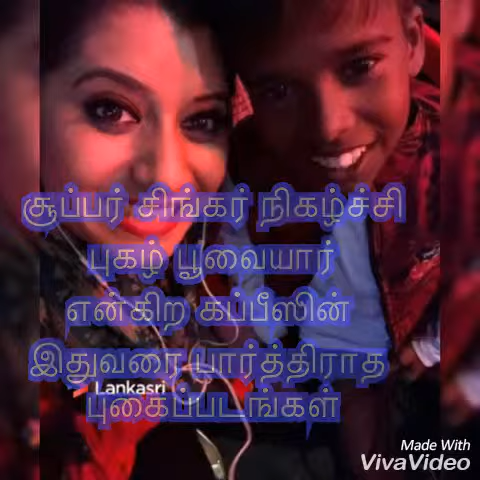 சூப்பர் சிங்கர் நிகழ்ச்சி
புகழ் பூவையார்
என்கிற கப்பீஸின்
இதுவரை பார்த்திராத
Lankasri
புகைப்படங்கள்
Made With
VivaVideo